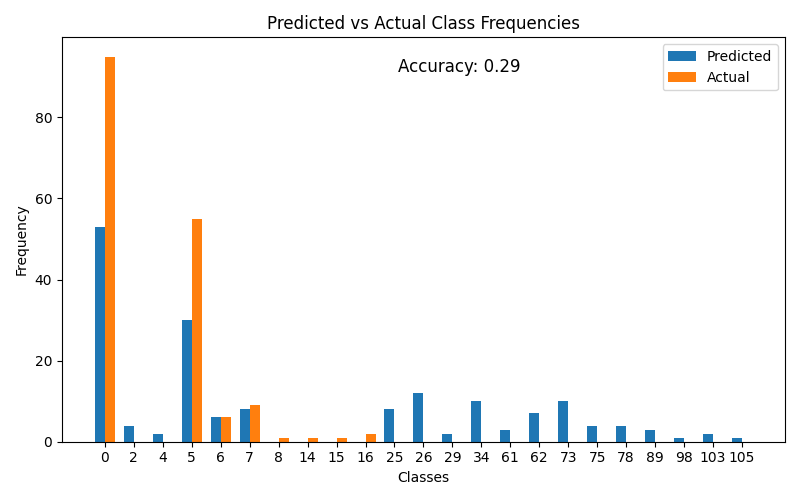 Predicted vs Actual Class Frequencies
Accuracy: 0.29
Predicted
Actual
Frequency
80
60
40
20
0
0 2 4 5 6 7 8 14 15 16 25 26 29 34 61 62 73 75 78 89 98 103 105
Classes